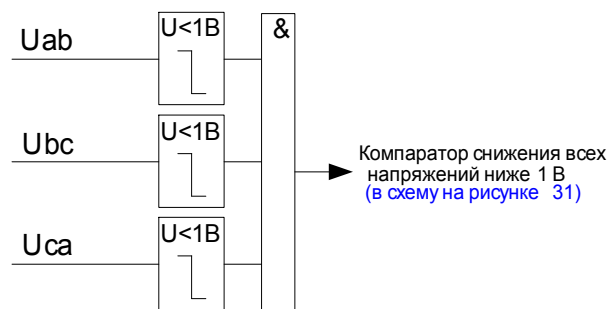 U<1В
&
Uab
U<1В
Ubc
Компаратор снижения всех
напряжений ниже 1 В
(в схему на рисунке 31)
U<1В
Uca